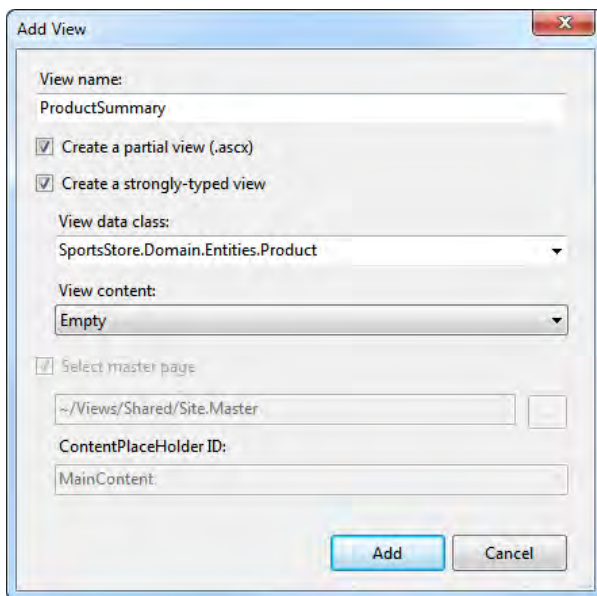 Add View
View name:
ProductSummary
Create a partial view (.ascx)
Create a strongly-typed view
View data class:
SportsStore.Domain.Entities.Product
View content:
Empty
Select master page
~/Views/Shared/Site.Master
...
ContentPlaceHolder ID:
MainContent
Add
Cancel